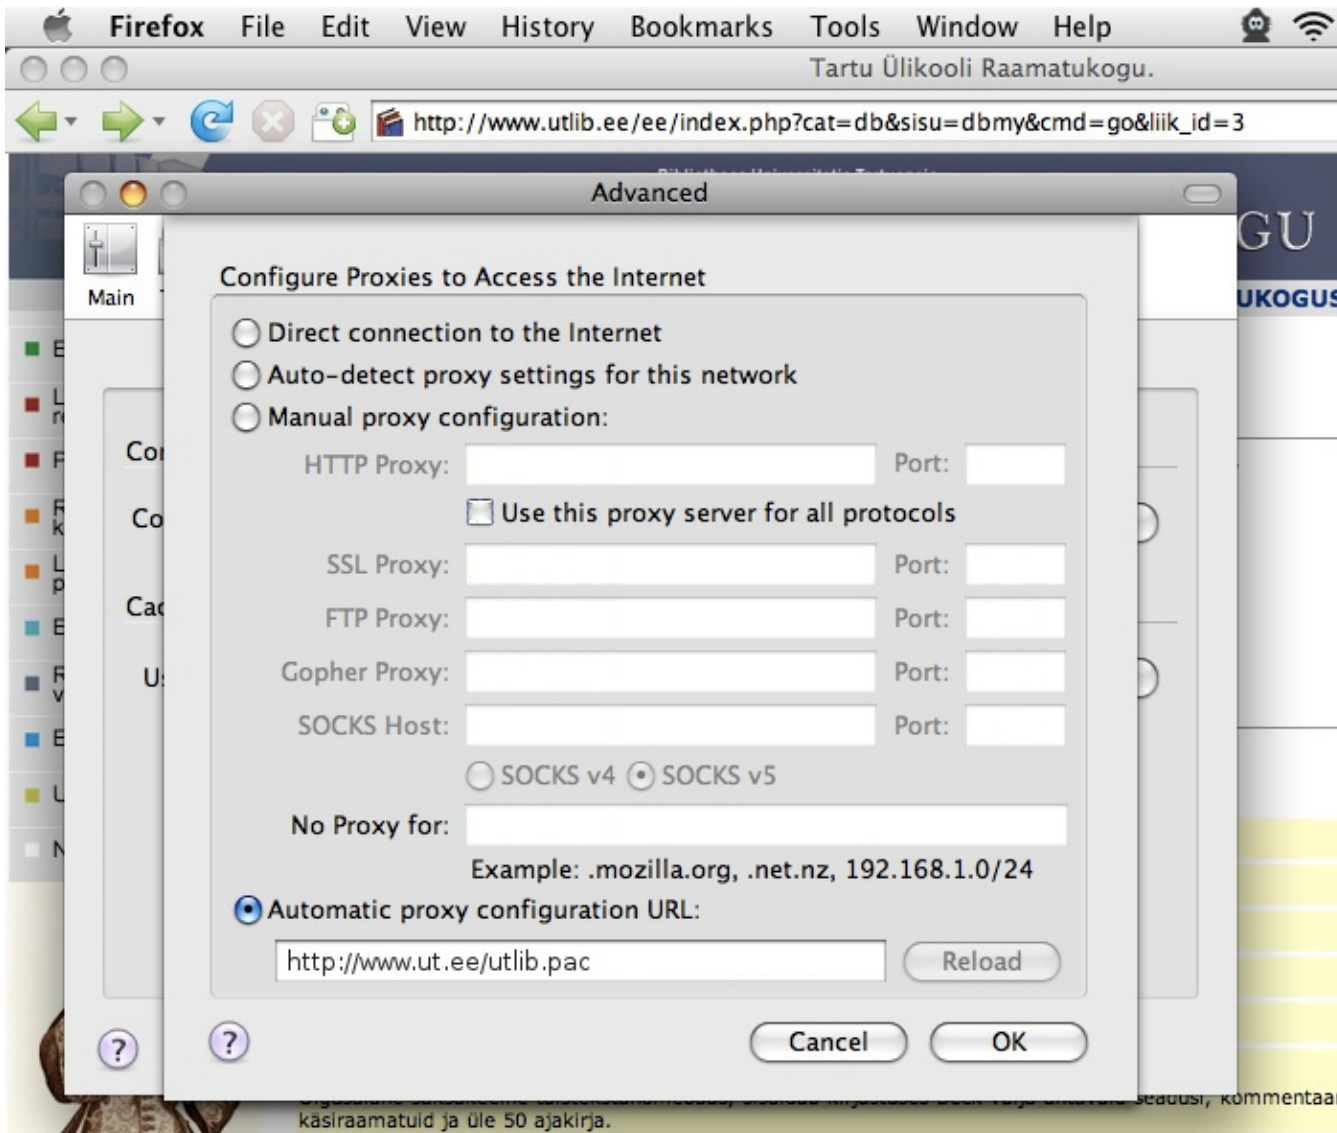 Firefox File Edit View History Bookmarks Tools Window Help
Tartu Ülikooli Raamatukogu.
http://www.utlib.ee/ee/index.php?cat=db&sisu=dbmy&cmd=go&liik_id=3
Advanced
GU
Main
UKOGUS
Configure Proxies to Access the Internet
Direct connection to the Internet
Auto-detect proxy settings for this network
Manual proxy configuration:
HTTP Proxy: Port:
Use this proxy server for all protocols
SSL Proxy: Port:
FTP Proxy: Port:
Gopher Proxy: Port:
SOCKS Host: Port:
SOCKS v4 SOCKS v5
No Proxy for:
Example: .mozilla.org, .net.nz, 192.168.1.0/24
Automatic proxy configuration URL:
http://www.ut.ee/utlib.pac
Reload
? ? Cancel OK
käsiraamatuid ja üle 50 ajakirja.